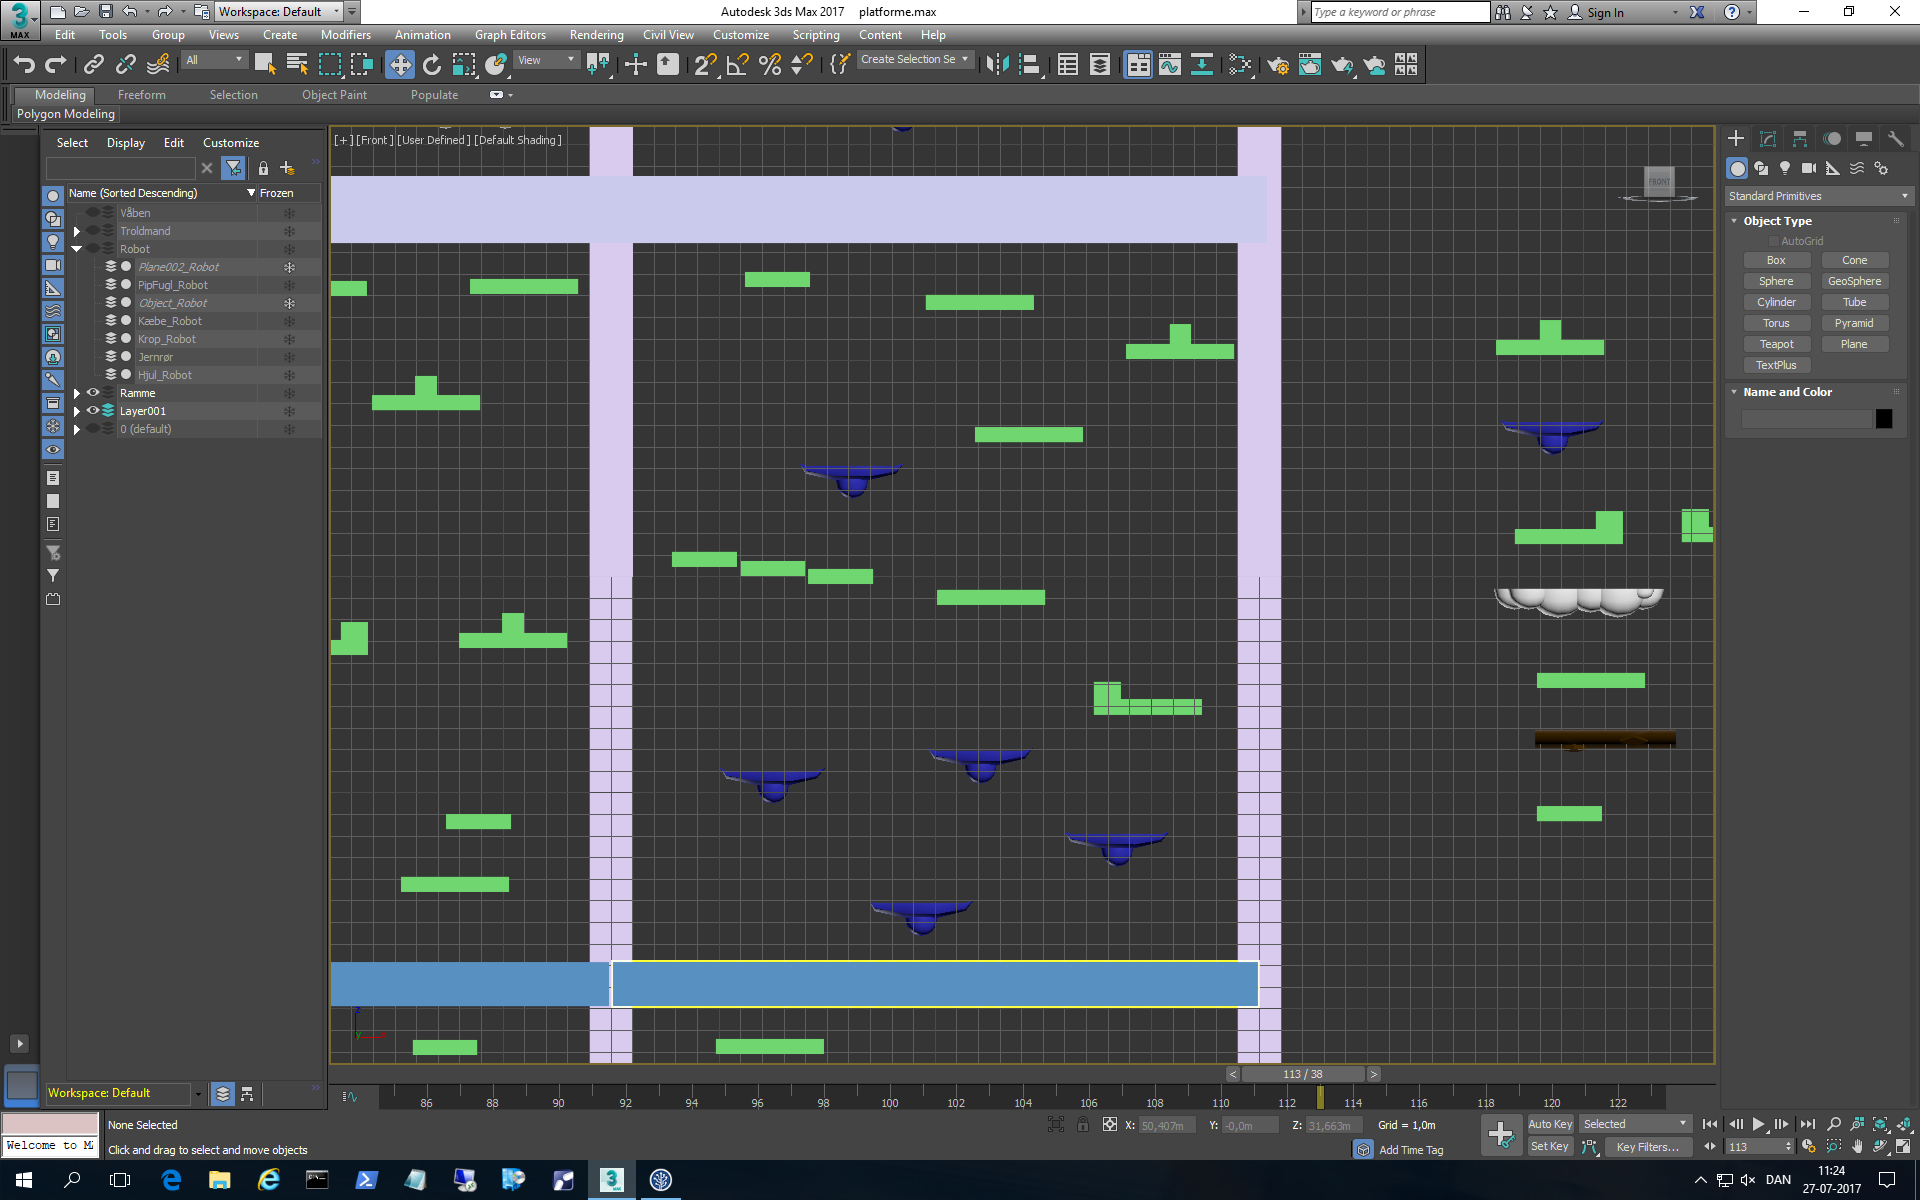 Workspace: Default
Autodesk 3ds Max 2017 platforme.max
Type a keyword or phrase
Sign In
MAX
Edit Tools Group Views Create Modifiers Animation Graph Editors Rendering Civil View Customize Scripting Content Help
All
View
Create Selection Se
Modeling Freeform Selection Object Paint Populate
Polygon Modeling
Select Display Edit Customize
Name (Sorted Descending) Frozen
Våben
Troldmand
Robot
Plane002_Robot
PipFugl_Robot
Object_Robot
Kæbe_Robot
Krop_Robot
Jernrør
Hjul_Robot
Ramme
Layer001
0 (default)
[+] [Front] [User Defined] [Default Shading]
FRONT
z
y
x
Standard Primitives
Object Type
AutoGrid
Box Cone
Sphere GeoSphere
Cylinder Tube
Torus Pyramid
Teapot Plane
TextPlus
Name and Color
Workspace: Default
< 113 / 38 >
86 88 90 92 94 96 98 100 102 104 106 108 110 112 114 116 118 120 122
None Selected
X: 50,407m Y: -0,0m Z: 31,663m Grid = 1,0m
Auto Key Selected
Welcome to M
Click and drag to select and move objects
Add Time Tag
Set Key Key Filters...
113
DAN
11:24
27-07-2017